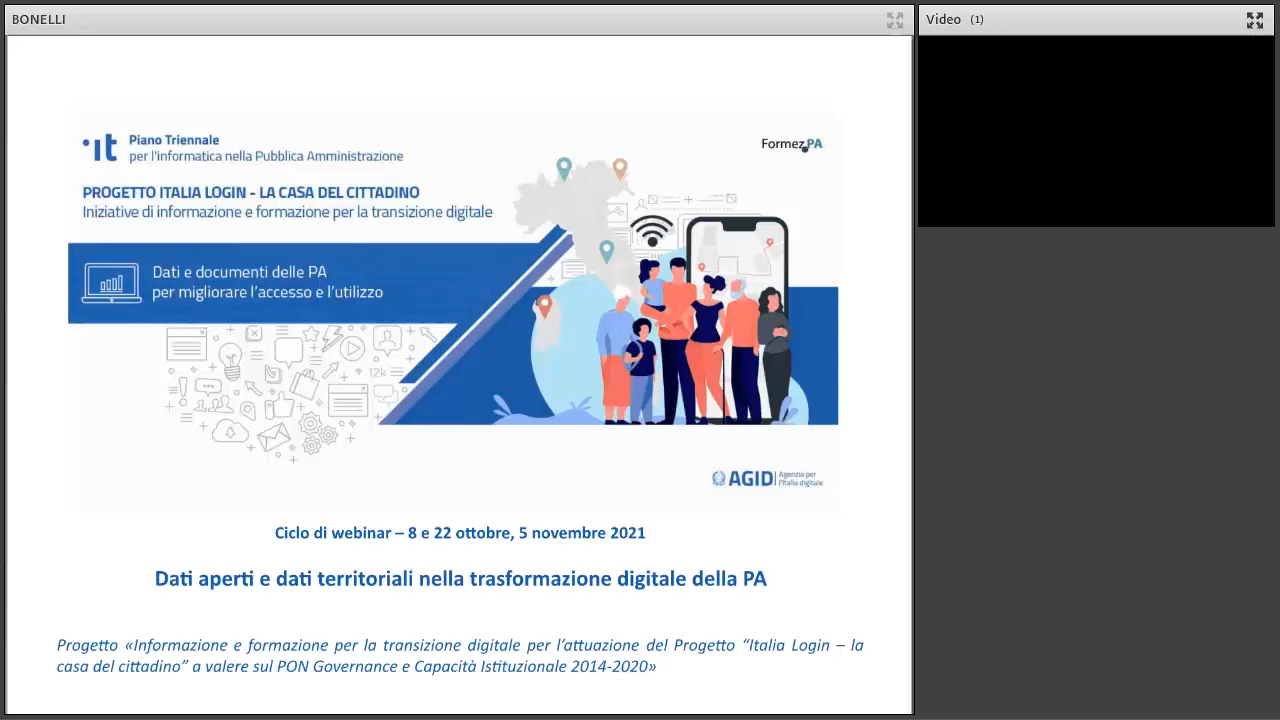 BONELLI
Video (1)
it
Piano Triennale
per l'informatica nella Pubblica Amministrazione
FormezPA
PROGETTO ITALIA LOGIN - LA CASA DEL CITTADINO
Iniziative di informazione e formazione per la transizione digitale
Dati e documenti delle PA
per migliorare l'accesso e l'utilizzo
12k
AGID Agenzia per
l'Italia digitale
Ciclo di webinar – 8 e 22 ottobre, 5 novembre 2021
Dati aperti e dati territoriali nella trasformazione digitale della PA
Progetto «Informazione e formazione per la transizione digitale per l'attuazione del Progetto “Italia Login – la
casa del cittadino” a valere sul PON Governance e Capacità Istituzionale 2014-2020»